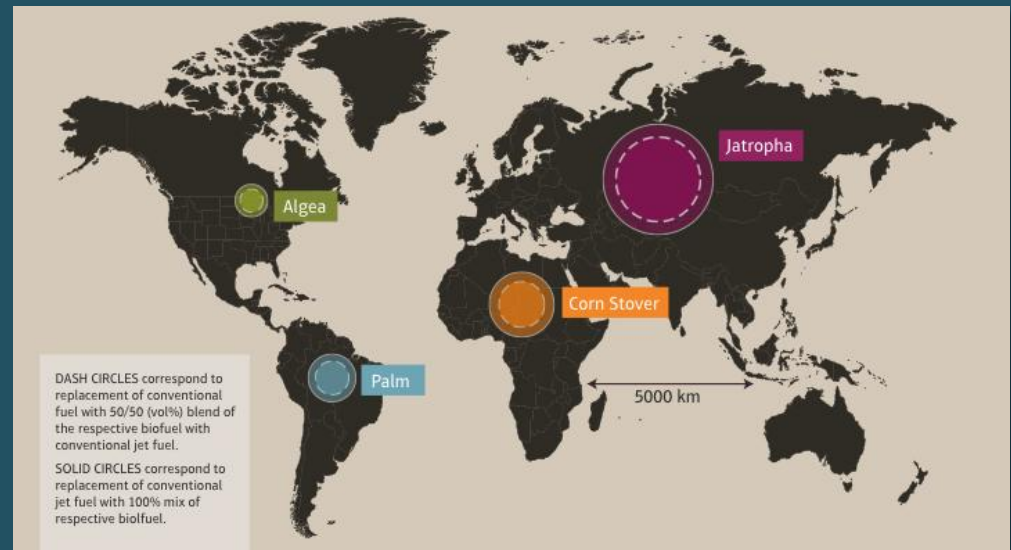 Jatropha
Algea
Corn Stover
Palm
5000 km
DASH CIRCLES correspond to
replacement of conventional
fuel with 50/50 (vol%) blend of
the respective biofuel with
conventional jet fuel.
SOLID CIRCLES correspond to
replacement of conventional
jet fuel with 100% mix of
respective biolfuel.